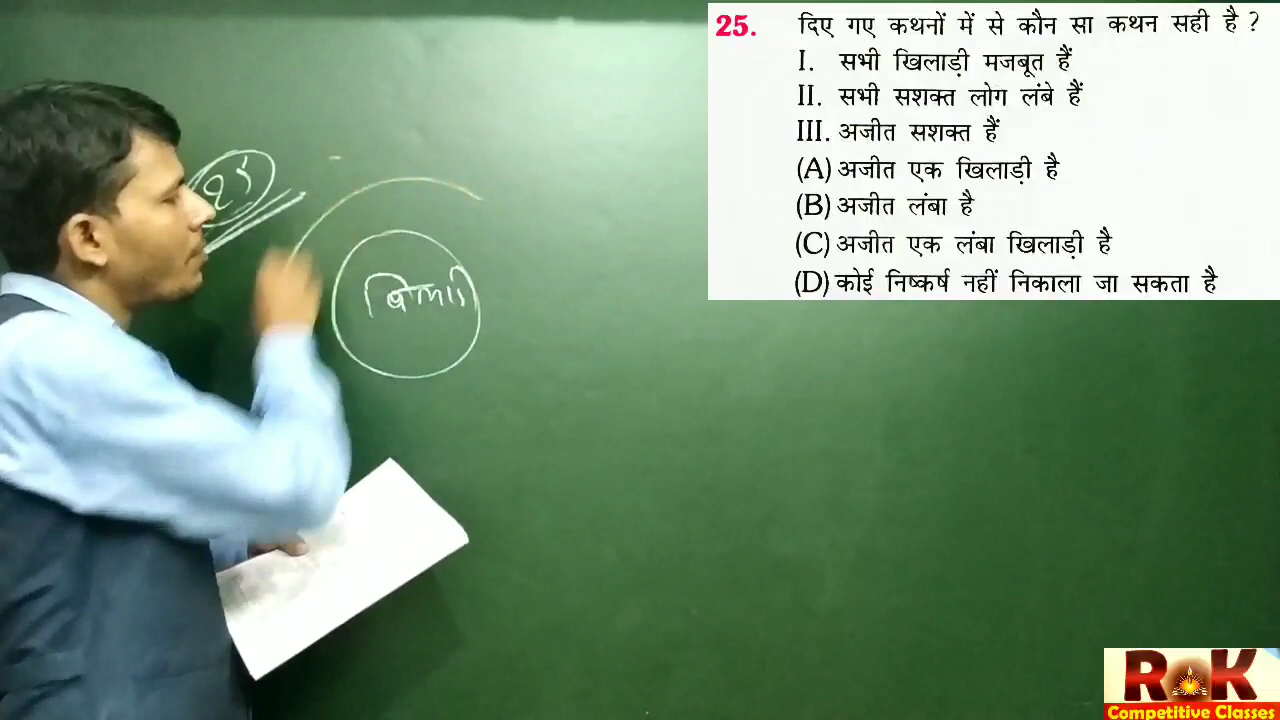 25. दिए गए कथनों में से कौन सा कथन सही है ?
I. सभी खिलाड़ी मजबूत हैं
II. सभी सशक्त लोग लंबे हैं
III. अजीत सशक्त हैं
(A) अजीत एक खिलाड़ी है
(B) अजीत लंबा है
(C) अजीत एक लंबा खिलाड़ी है
(D) कोई निष्कर्ष नहीं निकाला जा सकता है
RK
Competitive Classes